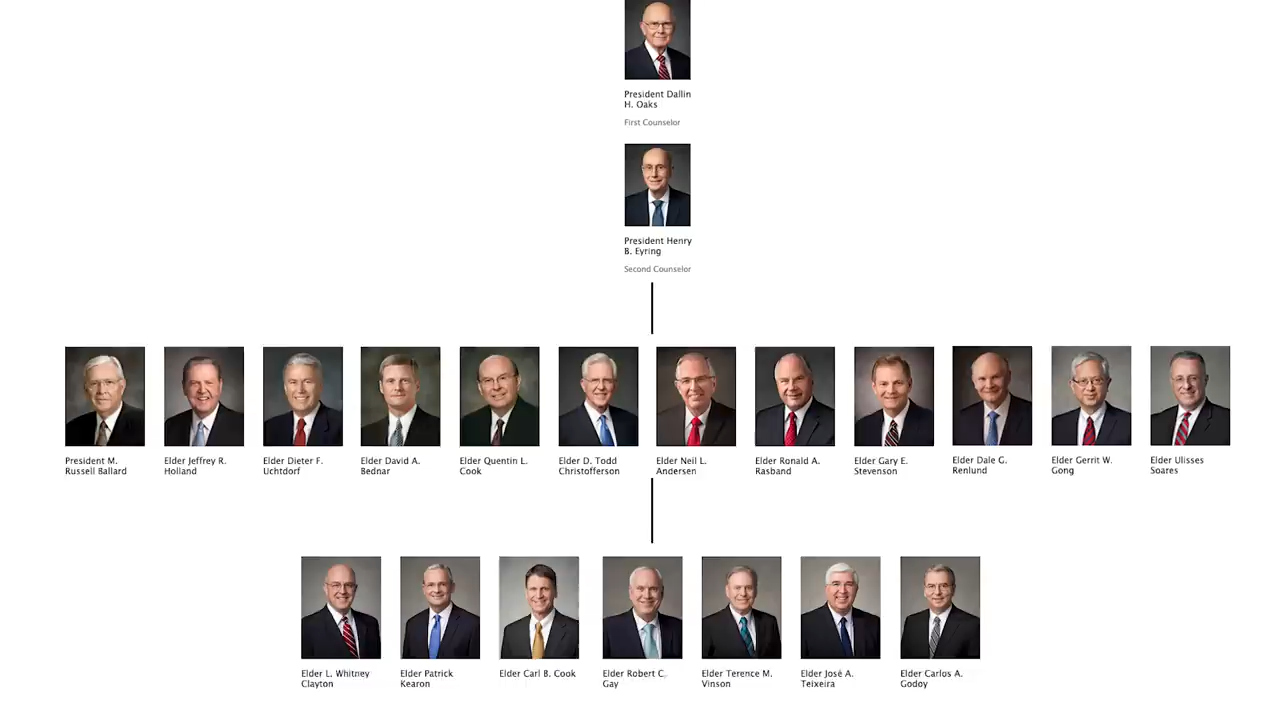 President Dallin
H. Oaks
First Counselor
President Henry
B. Eyring
Second Counselor
President M.
Russell Ballard
Elder Jeffrey R.
Holland
Elder Dieter F.
Uchtdorf
Elder David A.
Bednar
Elder Quentin L.
Cook
Elder D. Todd
Christofferson
Elder Neil L.
Andersen
Elder Ronald A.
Rasband
Elder Gary E.
Stevenson
Elder Dale G.
Renlund
Elder Gerrit W.
Gong
Elder Ulisses
Soares
Elder L. Whitney
Clayton
Elder Patrick
Kearon
Elder Carl B. Cook
Elder Robert C.
Gay
Elder Terence M.
Vinson
Elder José A.
Teixeira
Elder Carlos A.
Godoy